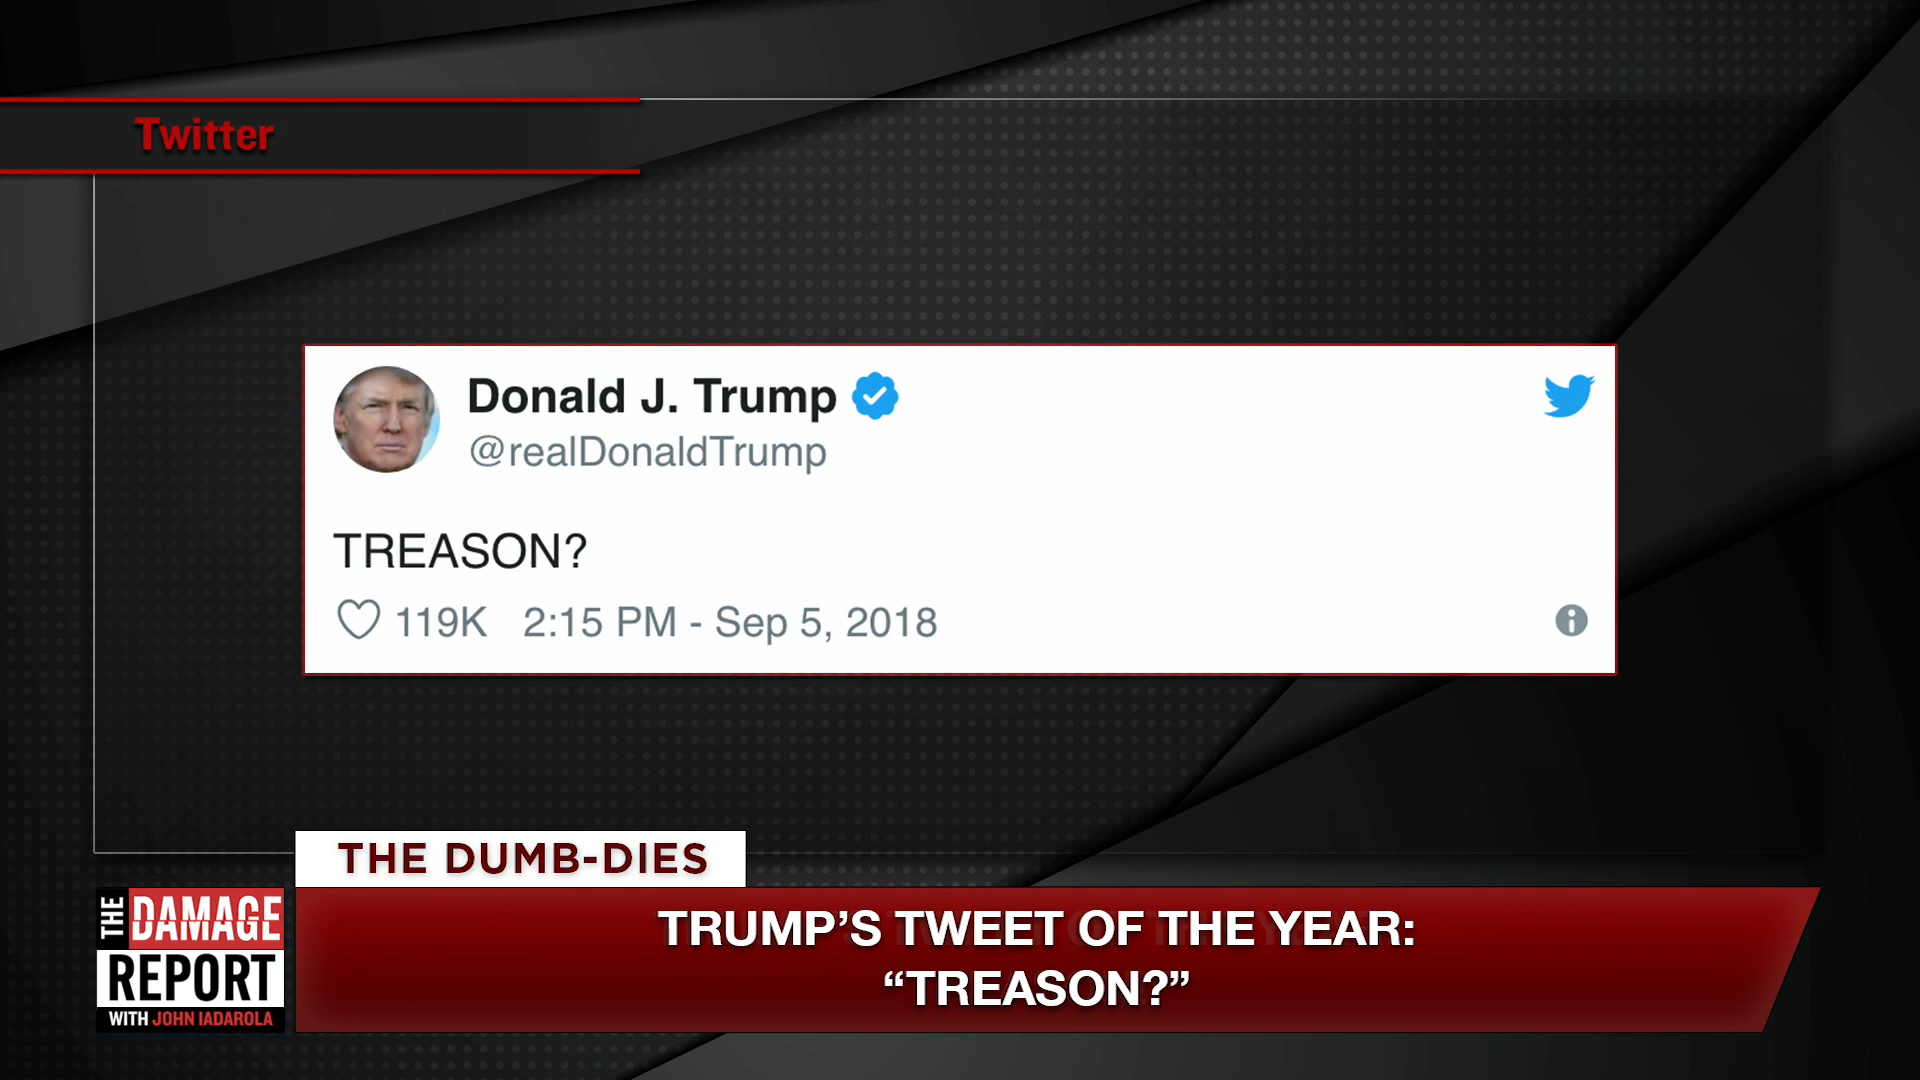 Twitter
Donald J. Trump
@realDonaldTrump
TREASON?
119K 2:15 PM - Sep 5, 2018
THE DUMB-DIES
THE DAMAGE
REPORT
WITH JOHN IADAROLA
TRUMP’S TWEET OF THE YEAR:
“TREASON?”